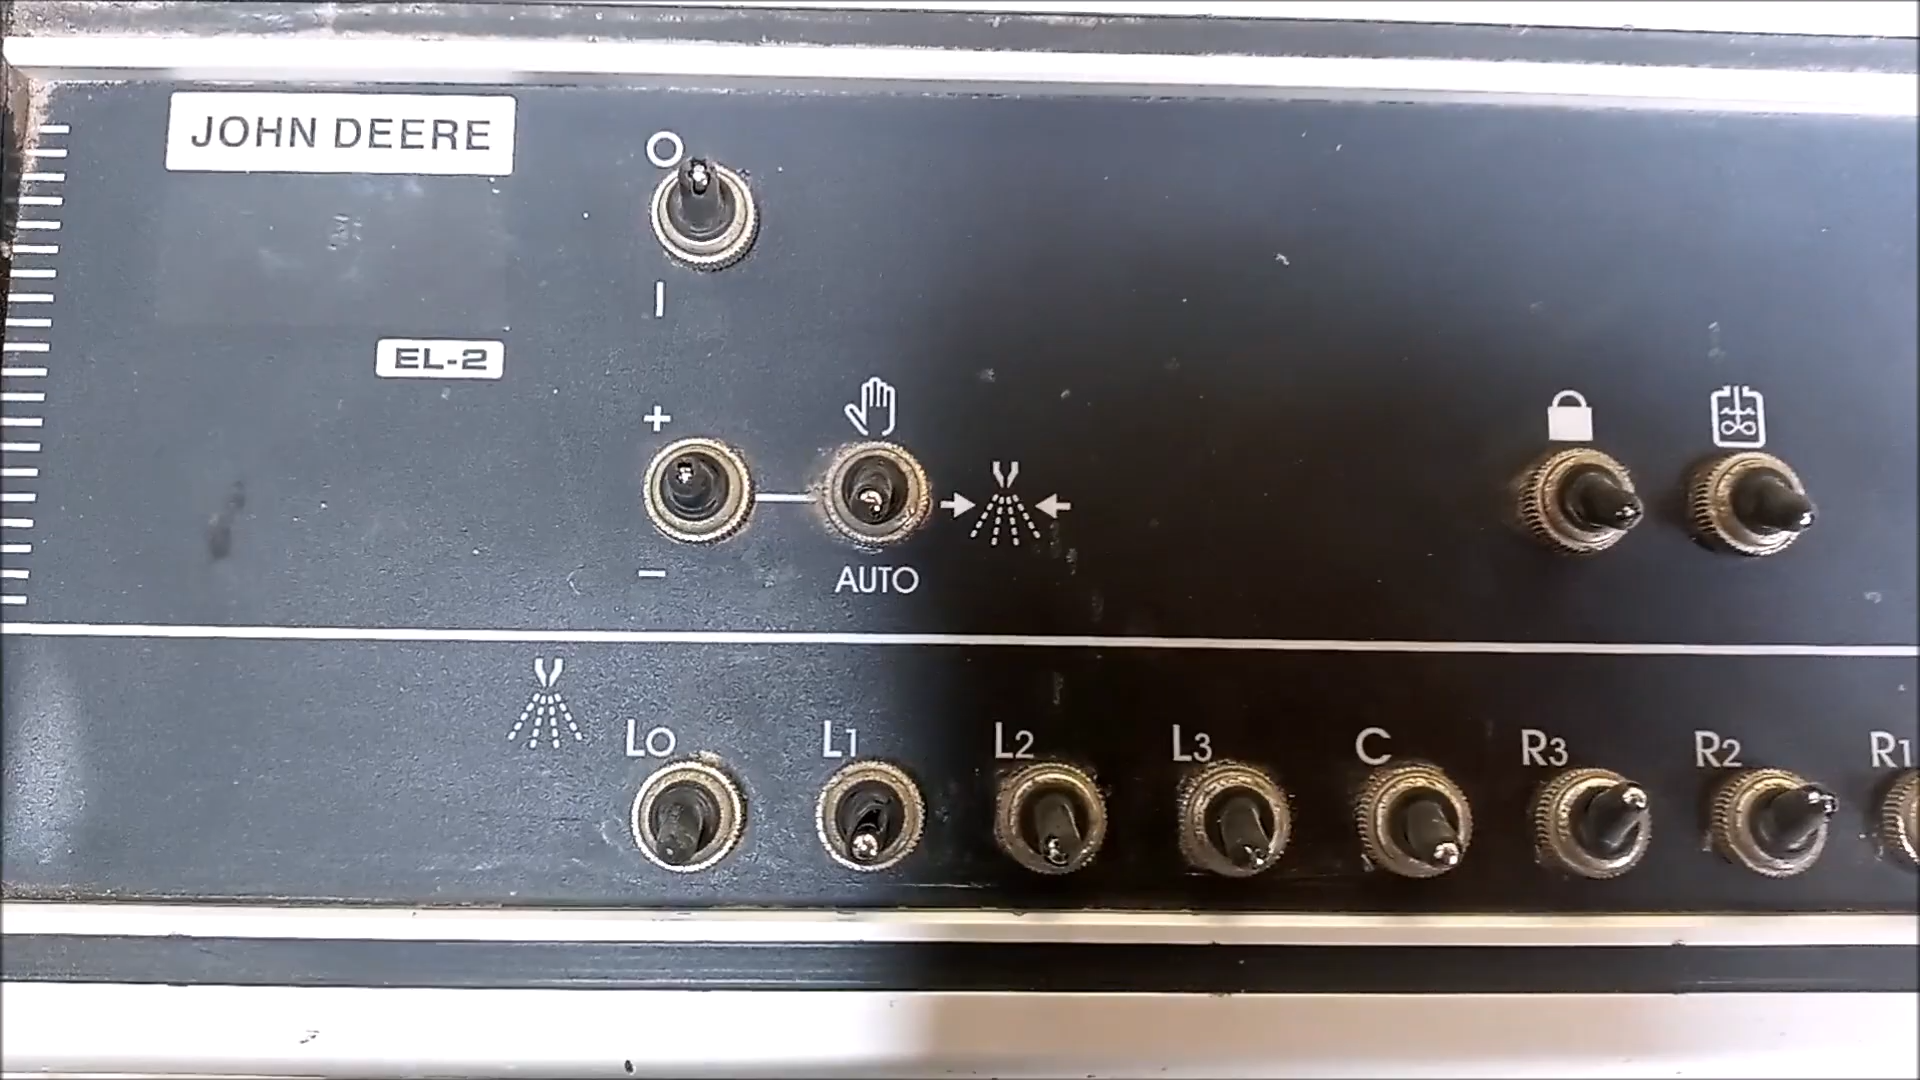 JOHN DEERE
O
I
EL-2
+
−
AUTO
L0 L1 L2 L3 C R3 R2 R1